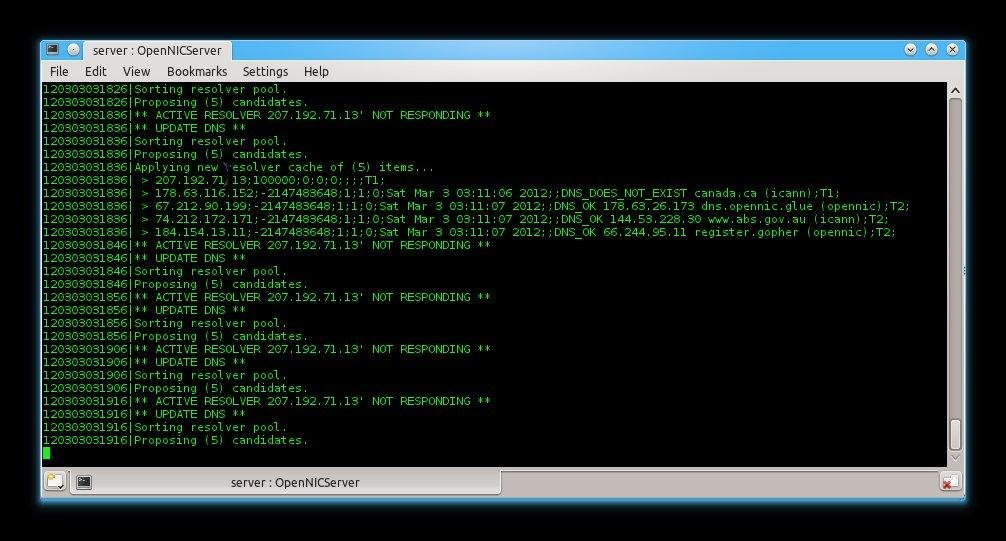 server : OpenNICServer
File Edit View Bookmarks Settings Help
120303031826|Sorting resolver pool.
120303031826|Proposing (5) candidates.
120303031836|** ACTIVE RESOLVER 207.192.71.13' NOT RESPONDING **
120303031836|** UPDATE DNS **
120303031836|Sorting resolver pool.
120303031836|Proposing (5) candidates.
120303031836|Applying new resolver cache of (5) items...
120303031836| > 207.192.71.13;100000;0;0;0;;;;T1;
120303031836| > 178.63.116.152;-2147483648;1;1;0;Sat Mar 3 03:11:06 2012;;DNS_DOES_NOT_EXIST canada.ca (icann);T1;
120303031836| > 67.212.90.199;-2147483648;1;1;0;Sat Mar 3 03:11:07 2012;;DNS_OK 178.63.26.173 dns.opennic.glue (opennic);T2;
120303031836| > 74.212.172.171;-2147483648;1;1;0;Sat Mar 3 03:11:07 2012;;DNS_OK 144.53.228.30 www.abs.gov.au (icann);T2;
120303031836| > 184.154.13.11;-2147483648;1;1;0;Sat Mar 3 03:11:07 2012;;DNS_OK 66.244.95.11 register.gopher (opennic);T2;
120303031846|** ACTIVE RESOLVER 207.192.71.13' NOT RESPONDING **
120303031846|** UPDATE DNS **
120303031846|Sorting resolver pool.
120303031846|Proposing (5) candidates.
120303031856|** ACTIVE RESOLVER 207.192.71.13' NOT RESPONDING **
120303031856|** UPDATE DNS **
120303031856|Sorting resolver pool.
120303031856|Proposing (5) candidates.
120303031906|** ACTIVE RESOLVER 207.192.71.13' NOT RESPONDING **
120303031906|** UPDATE DNS **
120303031906|Sorting resolver pool.
120303031906|Proposing (5) candidates.
120303031916|** ACTIVE RESOLVER 207.192.71.13' NOT RESPONDING **
120303031916|** UPDATE DNS **
120303031916|Sorting resolver pool.
120303031916|Proposing (5) candidates.
server : OpenNICServer